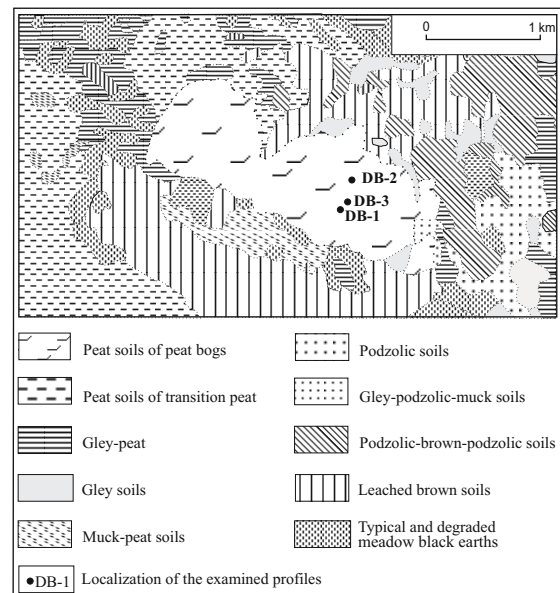 0 1 km
DB-2
DB-3
DB-1
Peat soils of peat bogs
Podzolic soils
Peat soils of transition peat
Gley-podzolic-muck soils
Gley-peat
Podzolic-brown-podzolic soils
Gley soils
Leached brown soils
Muck-peat soils
Typical and degraded
meadow black earths
DB-1 Localization of the examined profiles